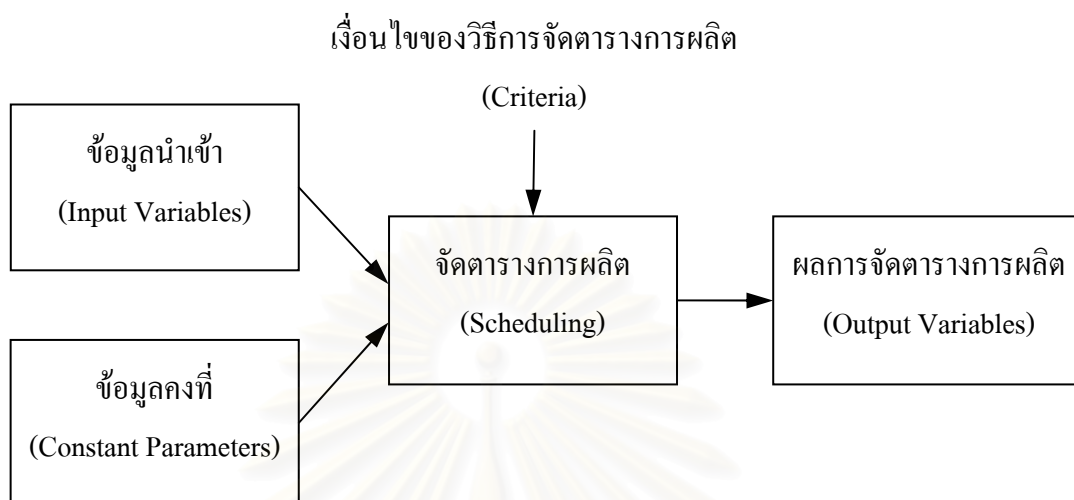 เงื่อนไขของวิธีการจัดตารางการผลิต
(Criteria)
ข้อมูลนำเข้า
(Input Variables)
จัดตารางการผลิต
(Scheduling)
ผลการจัดตารางการผลิต
(Output Variables)
ข้อมูลคงที่
(Constant Parameters)